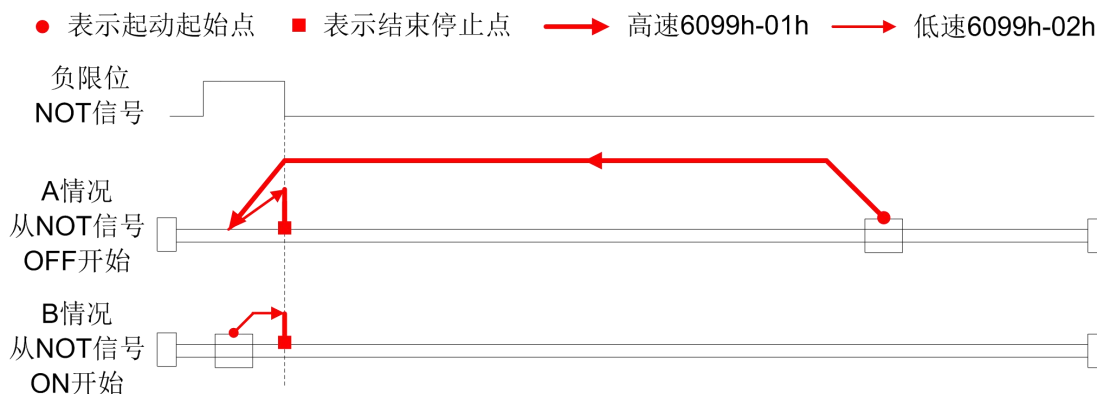 表示起动起始点 表示结束停止点 高速6099h-01h 低速6099h-02h
负限位
NOT信号
A情况
从NOT信号
OFF开始
B情况
从NOT信号
ON开始